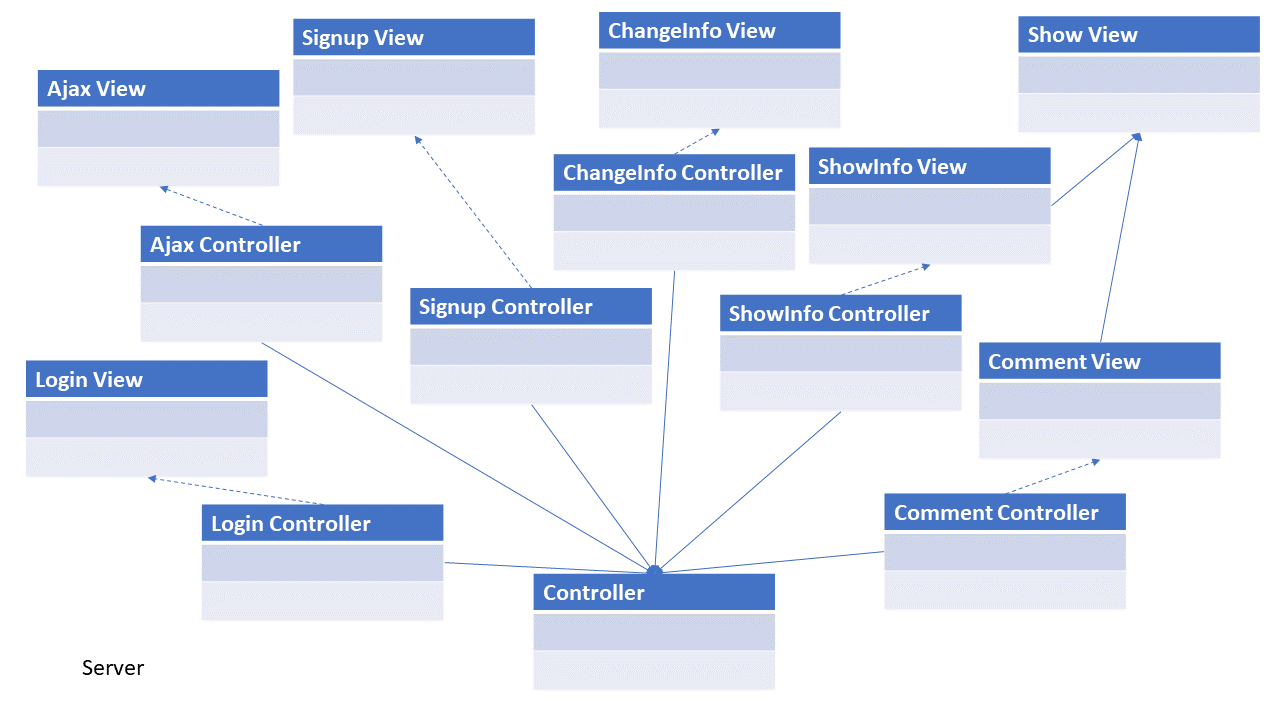 Signup View
ChangeInfo View
Show View
Ajax View
ChangeInfo Controller
ShowInfo View
Ajax Controller
Signup Controller
ShowInfo Controller
Login View
Comment View
Login Controller
Comment Controller
Controller
Server